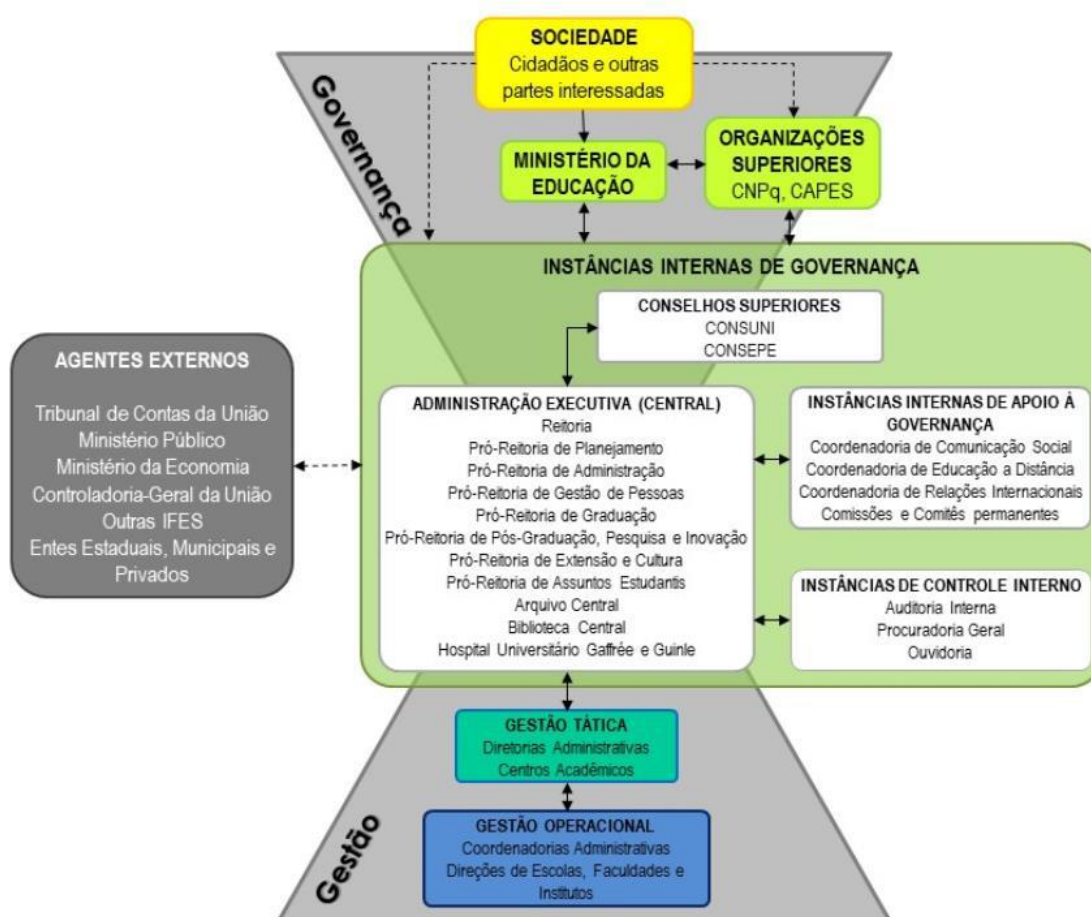 SOCIEDADE
Cidadãos e outras
partes interessadas
Governança
MINISTÉRIO DA
EDUCAÇÃO
ORGANIZAÇÕES
SUPERIORES
CNPq, CAPES
INSTÂNCIAS INTERNAS DE GOVERNANÇA
CONSELHOS SUPERIORES
CONSUNI
CONSEPE
AGENTES EXTERNOS
Tribunal de Contas da União
Ministério Público
Ministério da Economia
Controladoria-Geral da União
Outras IFES
Entes Estaduais, Municipais e
Privados
ADMINISTRAÇÃO EXECUTIVA (CENTRAL)
Reitoria
Pró-Reitoria de Planejamento
Pró-Reitoria de Administração
Pró-Reitoria de Gestão de Pessoas
Pró-Reitoria de Graduação
Pró-Reitoria de Pós-Graduação, Pesquisa e Inovação
Pró-Reitoria de Extensão e Cultura
Pró-Reitoria de Assuntos Estudantis
Arquivo Central
Biblioteca Central
Hospital Universitário Gaffrée e Guinle
INSTÂNCIAS INTERNAS DE APOIO À
GOVERNANÇA
Coordenadoria de Comunicação Social
Coordenadoria de Educação a Distância
Coordenadoria de Relações Internacionais
Comissões e Comitês permanentes
INSTÂNCIAS DE CONTROLE INTERNO
Auditoria Interna
Procuradoria Geral
Ouvidoria
GESTÃO TÁTICA
Diretorias Administrativas
Centros Acadêmicos
GESTÃO OPERACIONAL
Coordenadorias Administrativas
Direções de Escolas, Faculdades e
Institutos
Gestão